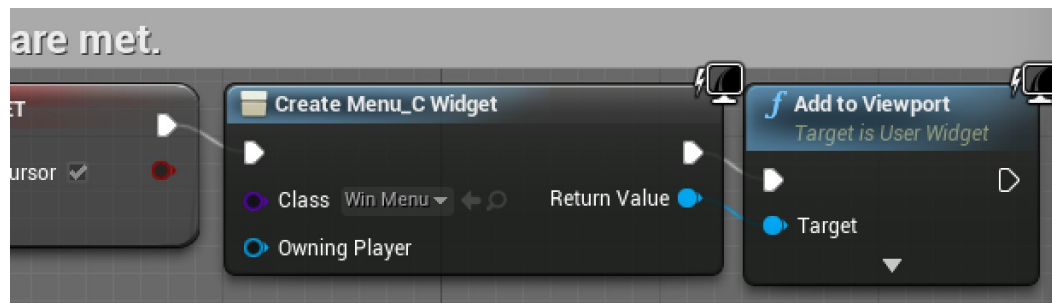 are met.
ET
Create Menu_C Widget
Add to Viewport
Target is User Widget
ursor
Class Win Menu
Return Value
Target
Owning Player